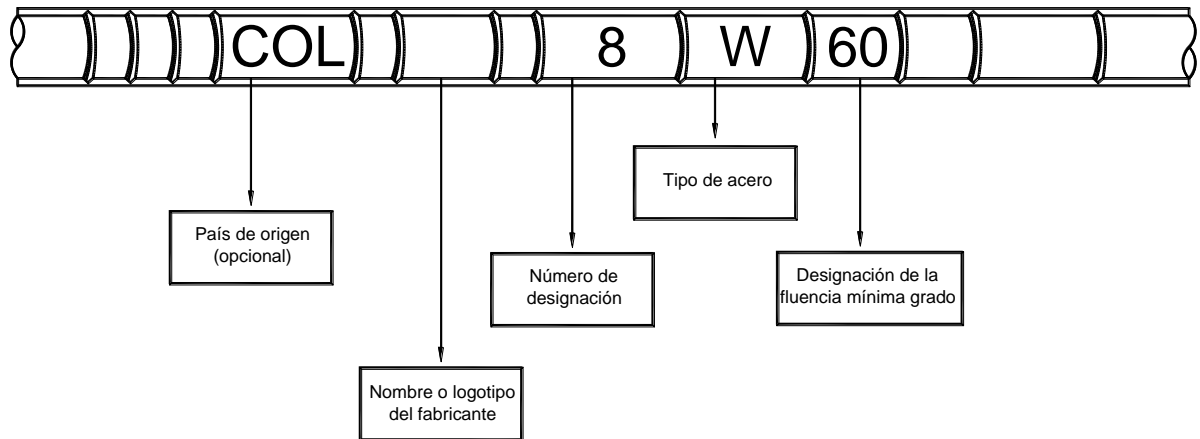 COL 8 W 60
Tipo de acero
País de origen
(opcional)
Número de
designación
Designación de la
fluencia mínima grado
Nombre o logotipo
del fabricante